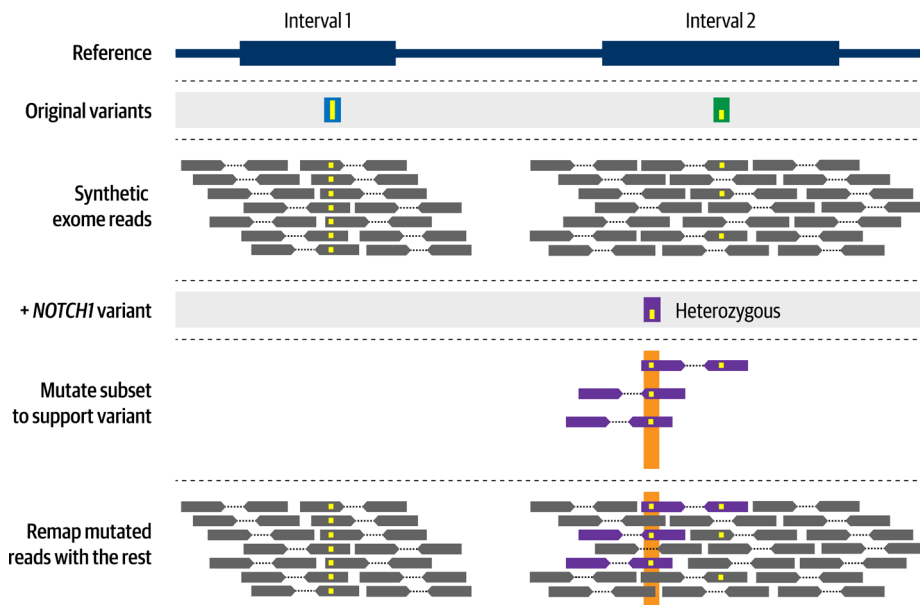 Interval 1
Interval 2
Reference
Original variants
Synthetic
exome reads
+ NOTCH1 variant
Heterozygous
Mutate subset
to support variant
Remap mutated
reads with the rest